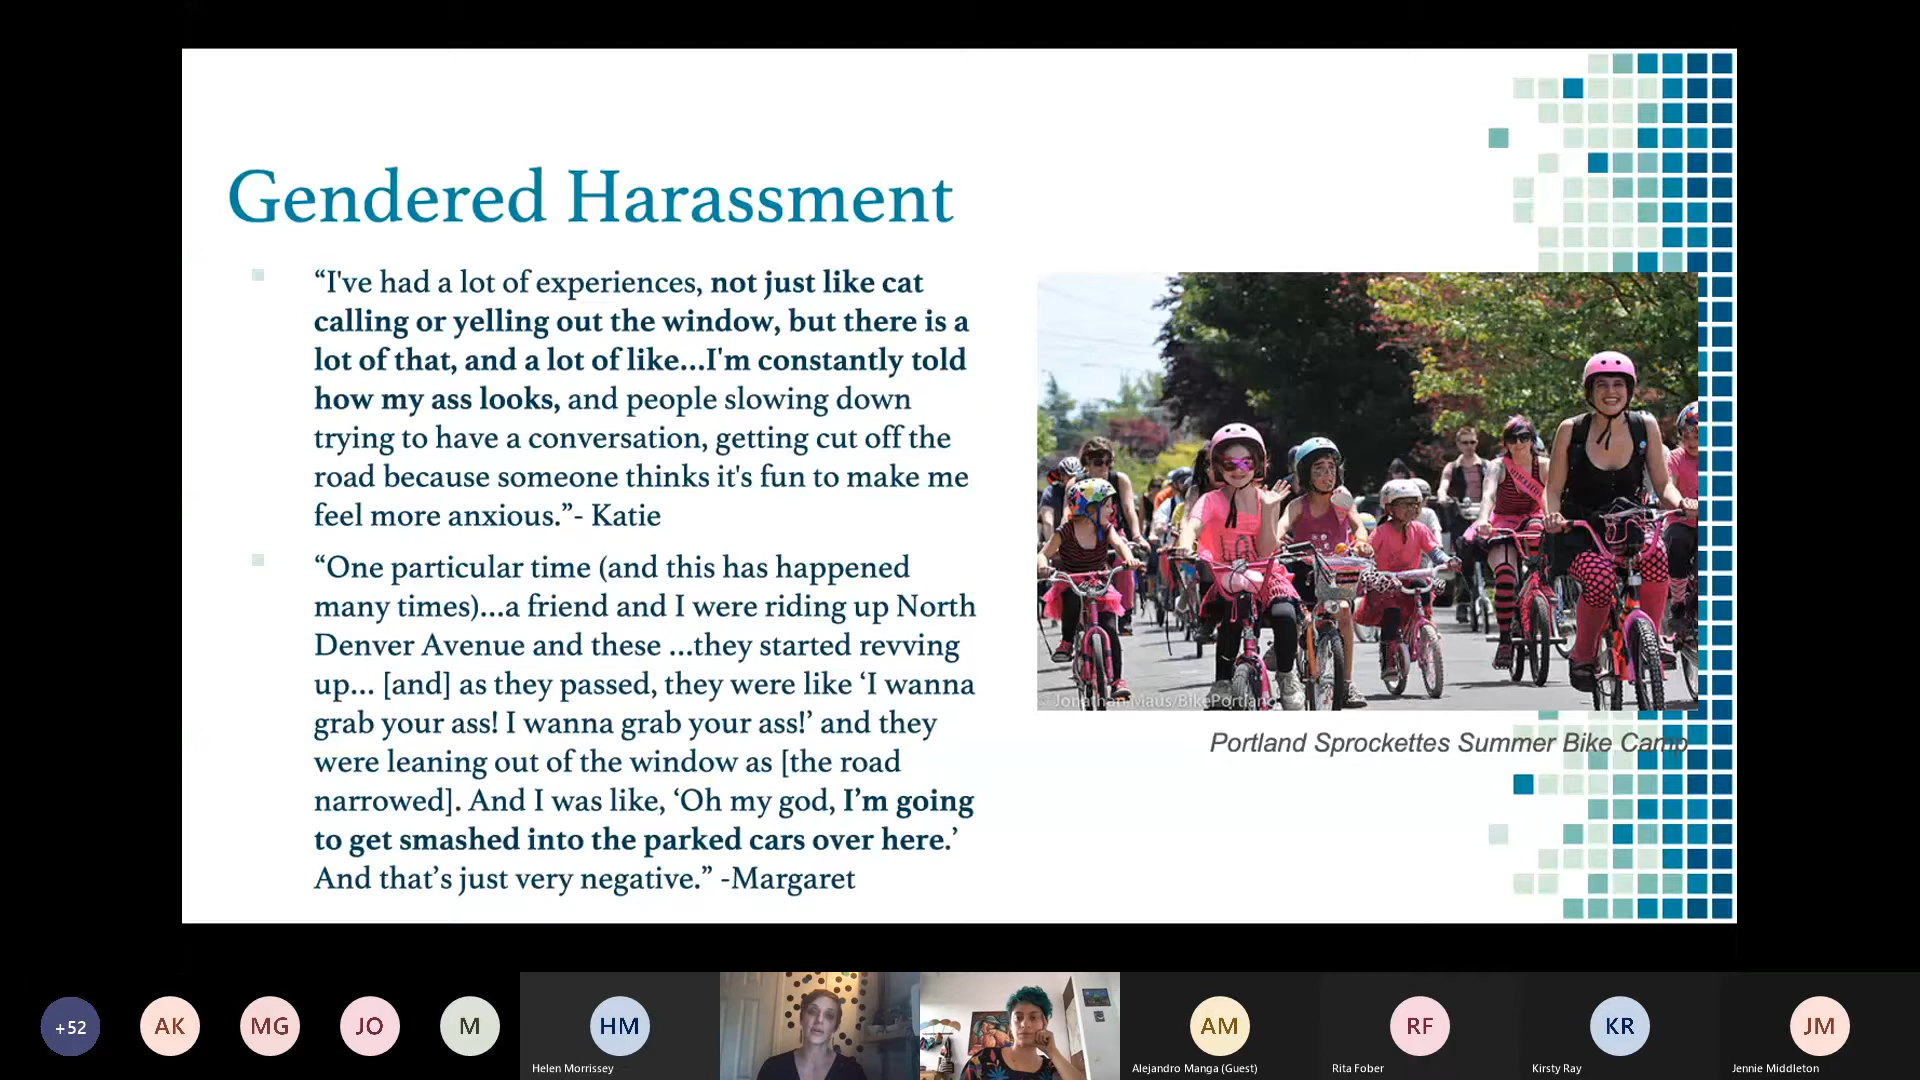 Gendered Harassment
“I've had a lot of experiences, not just like cat
calling or yelling out the window, but there is a
lot of that, and a lot of like...I'm constantly told
how my ass looks, and people slowing down
trying to have a conversation, getting cut off the
road because someone thinks it's fun to make me
feel more anxious.”- Katie
“One particular time (and this has happened
many times)...a friend and I were riding up North
Denver Avenue and these ...they started revving
up... [and] as they passed, they were like ‘I wanna
grab your ass! I wanna grab your ass!’ and they
were leaning out of the window as [the road
narrowed]. And I was like, ‘Oh my god, I’m going
to get smashed into the parked cars over here.’
And that’s just very negative.” -Margaret
Jonathan Maus/BikePortland
Portland Sprockettes Summer Bike Camp
+52
AK
MG
JO
M
HM
AM
RF
KR
JM
Helen Morrissey
Alejandro Manga (Guest)
Rita Fober
Kirsty Ray
Jennie Middleton